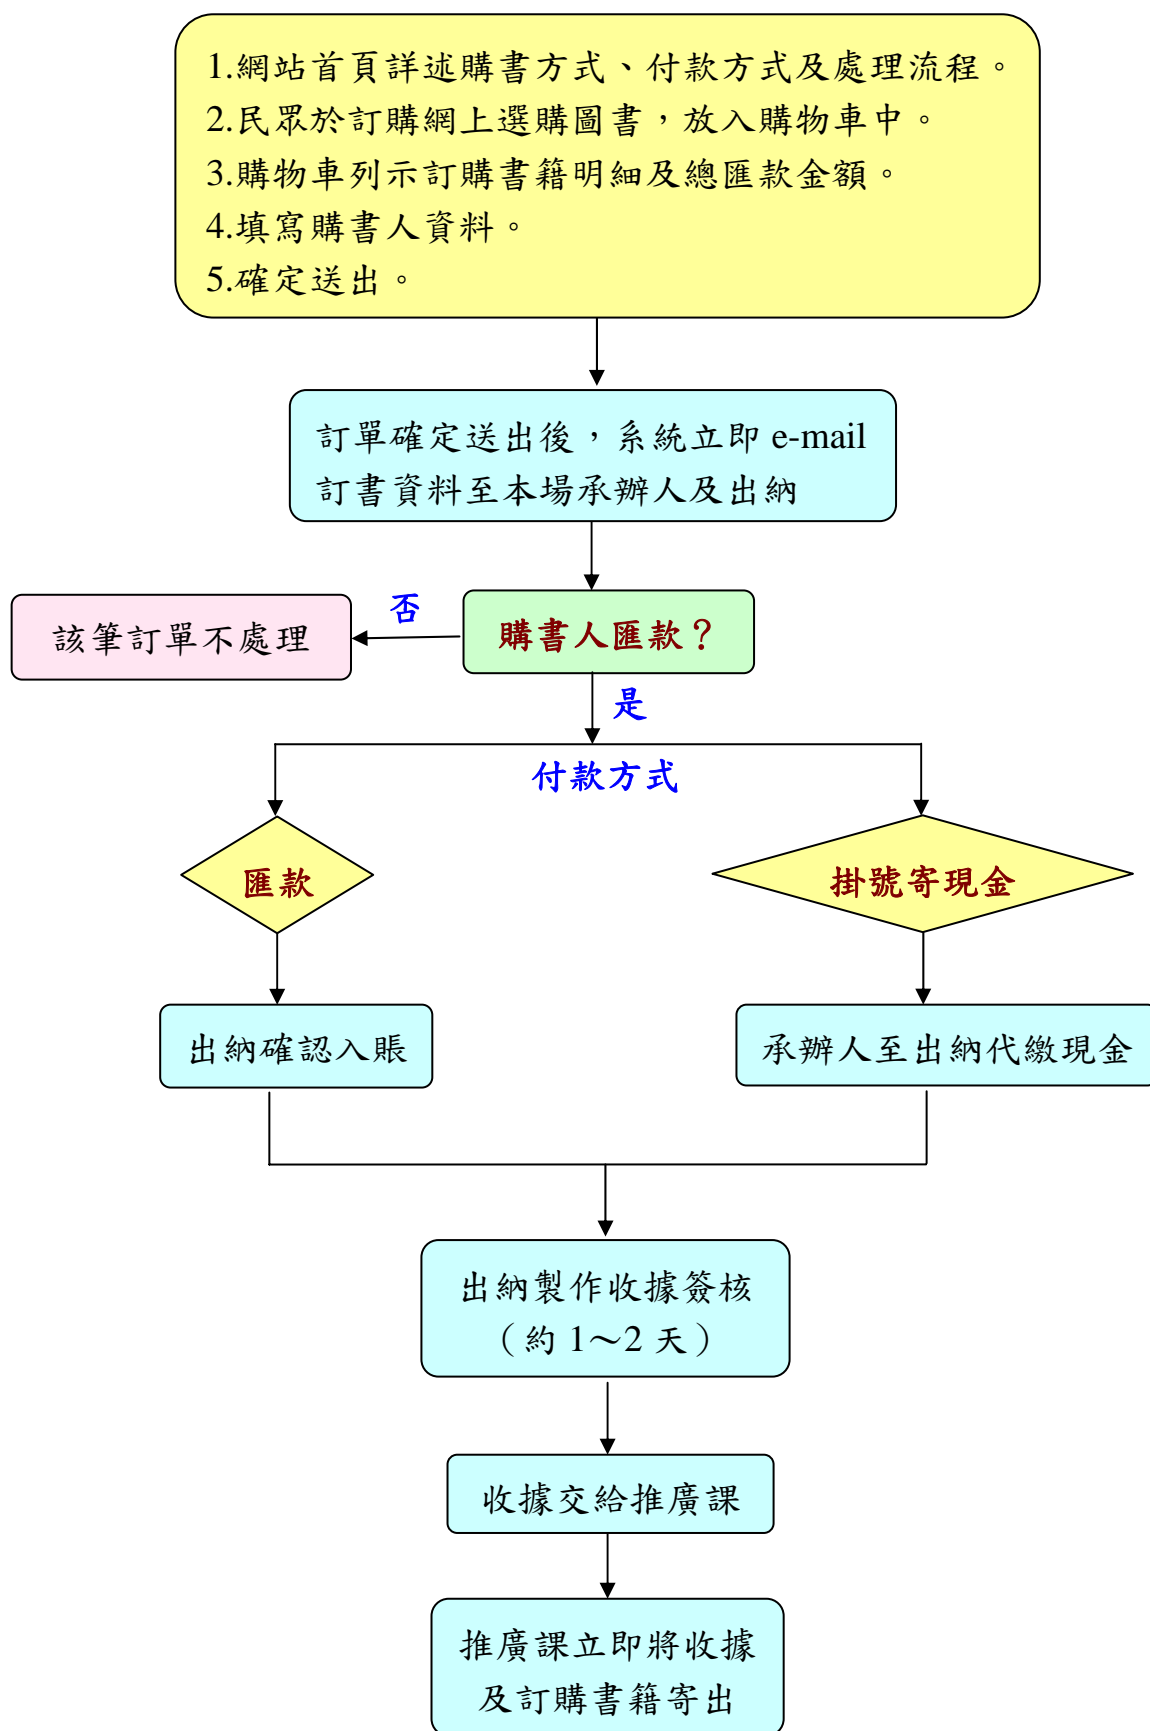 1.網站首頁詳述購書方式、付款方式及處理流程。
2.民眾於訂購網上選購圖書，放入購物車中。
3.購物車列示訂購書籍明細及總匯款金額。
4.填寫購書人資料。
5.確定送出。
訂單確定送出後，系統立即 e-mail
訂書資料至本場承辦人及出納
購書人匯款？
否
該筆訂單不處理
是
付款方式
匯款
掛號寄現金
出納確認入賬
承辦人至出納代繳現金
出納製作收據簽核
（約 1～2 天）
收據交給推廣課
推廣課立即將收據
及訂購書籍寄出